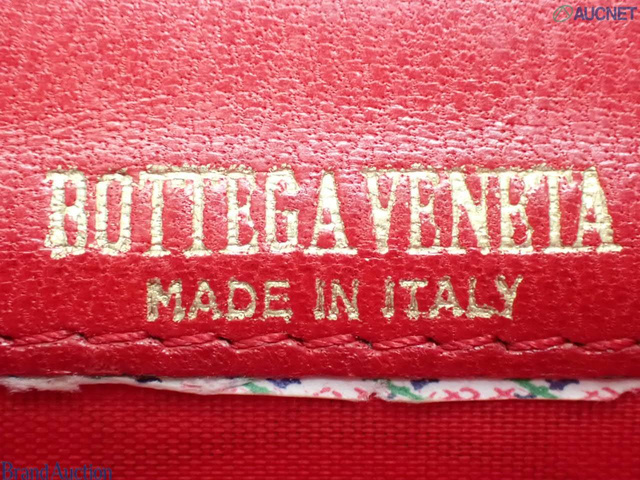 AUCNET
BOTTEGA VENETA
MADE IN ITALY
Brand Auction